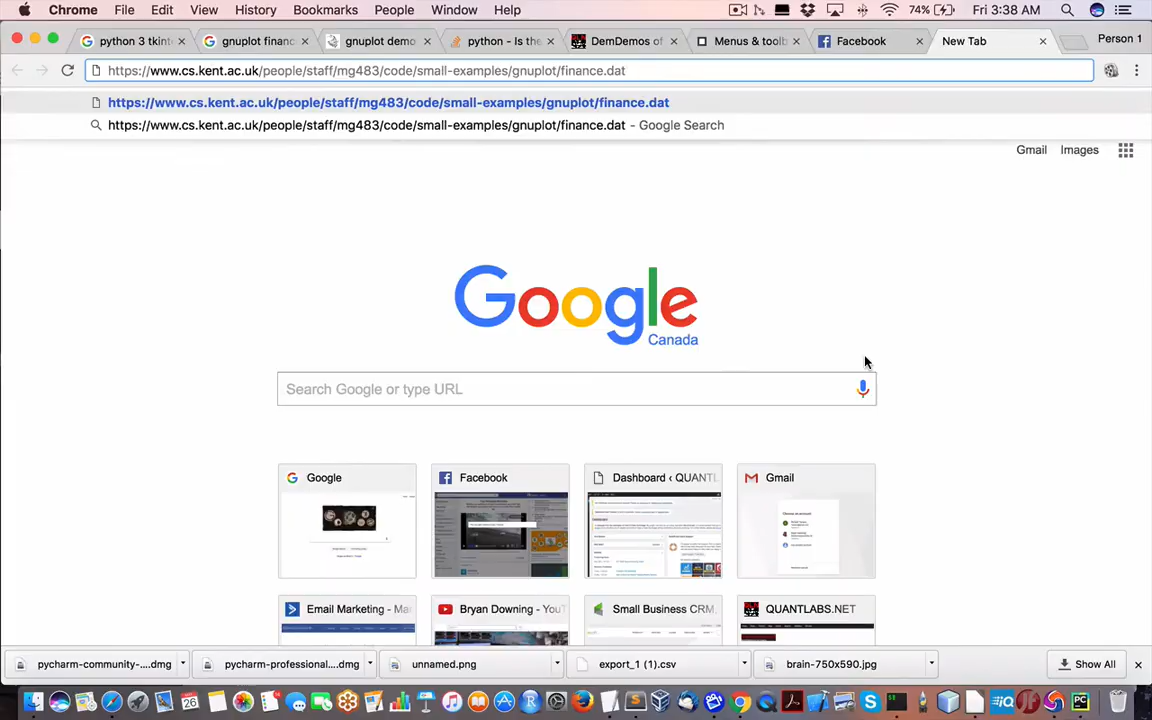 Chrome File Edit View History Bookmarks People Window Help 74% Fri 3:38 AM
python 3 tkint gnuplot financ gnuplot demo python - Is the DemDemos of Menus & toolb Facebook New Tab Person 1
https://www.cs.kent.ac.uk/people/staff/mg483/code/small-examples/gnuplot/finance.dat
https://www.cs.kent.ac.uk/people/staff/mg483/code/small-examples/gnuplot/finance.dat
https://www.cs.kent.ac.uk/people/staff/mg483/code/small-examples/gnuplot/finance.dat - Google Search
Gmail Images
Google
Canada
Search Google or type URL
Google Facebook Dashboard ‹ QUANTL Gmail
Email Marketing - Ma Bryan Downing - YouT Small Business CRM, QUANTLABS.NET
pycharm-community-....dmg pycharm-professional....dmg unnamed.png export_1 (1).csv brain-750x590.jpg Show All